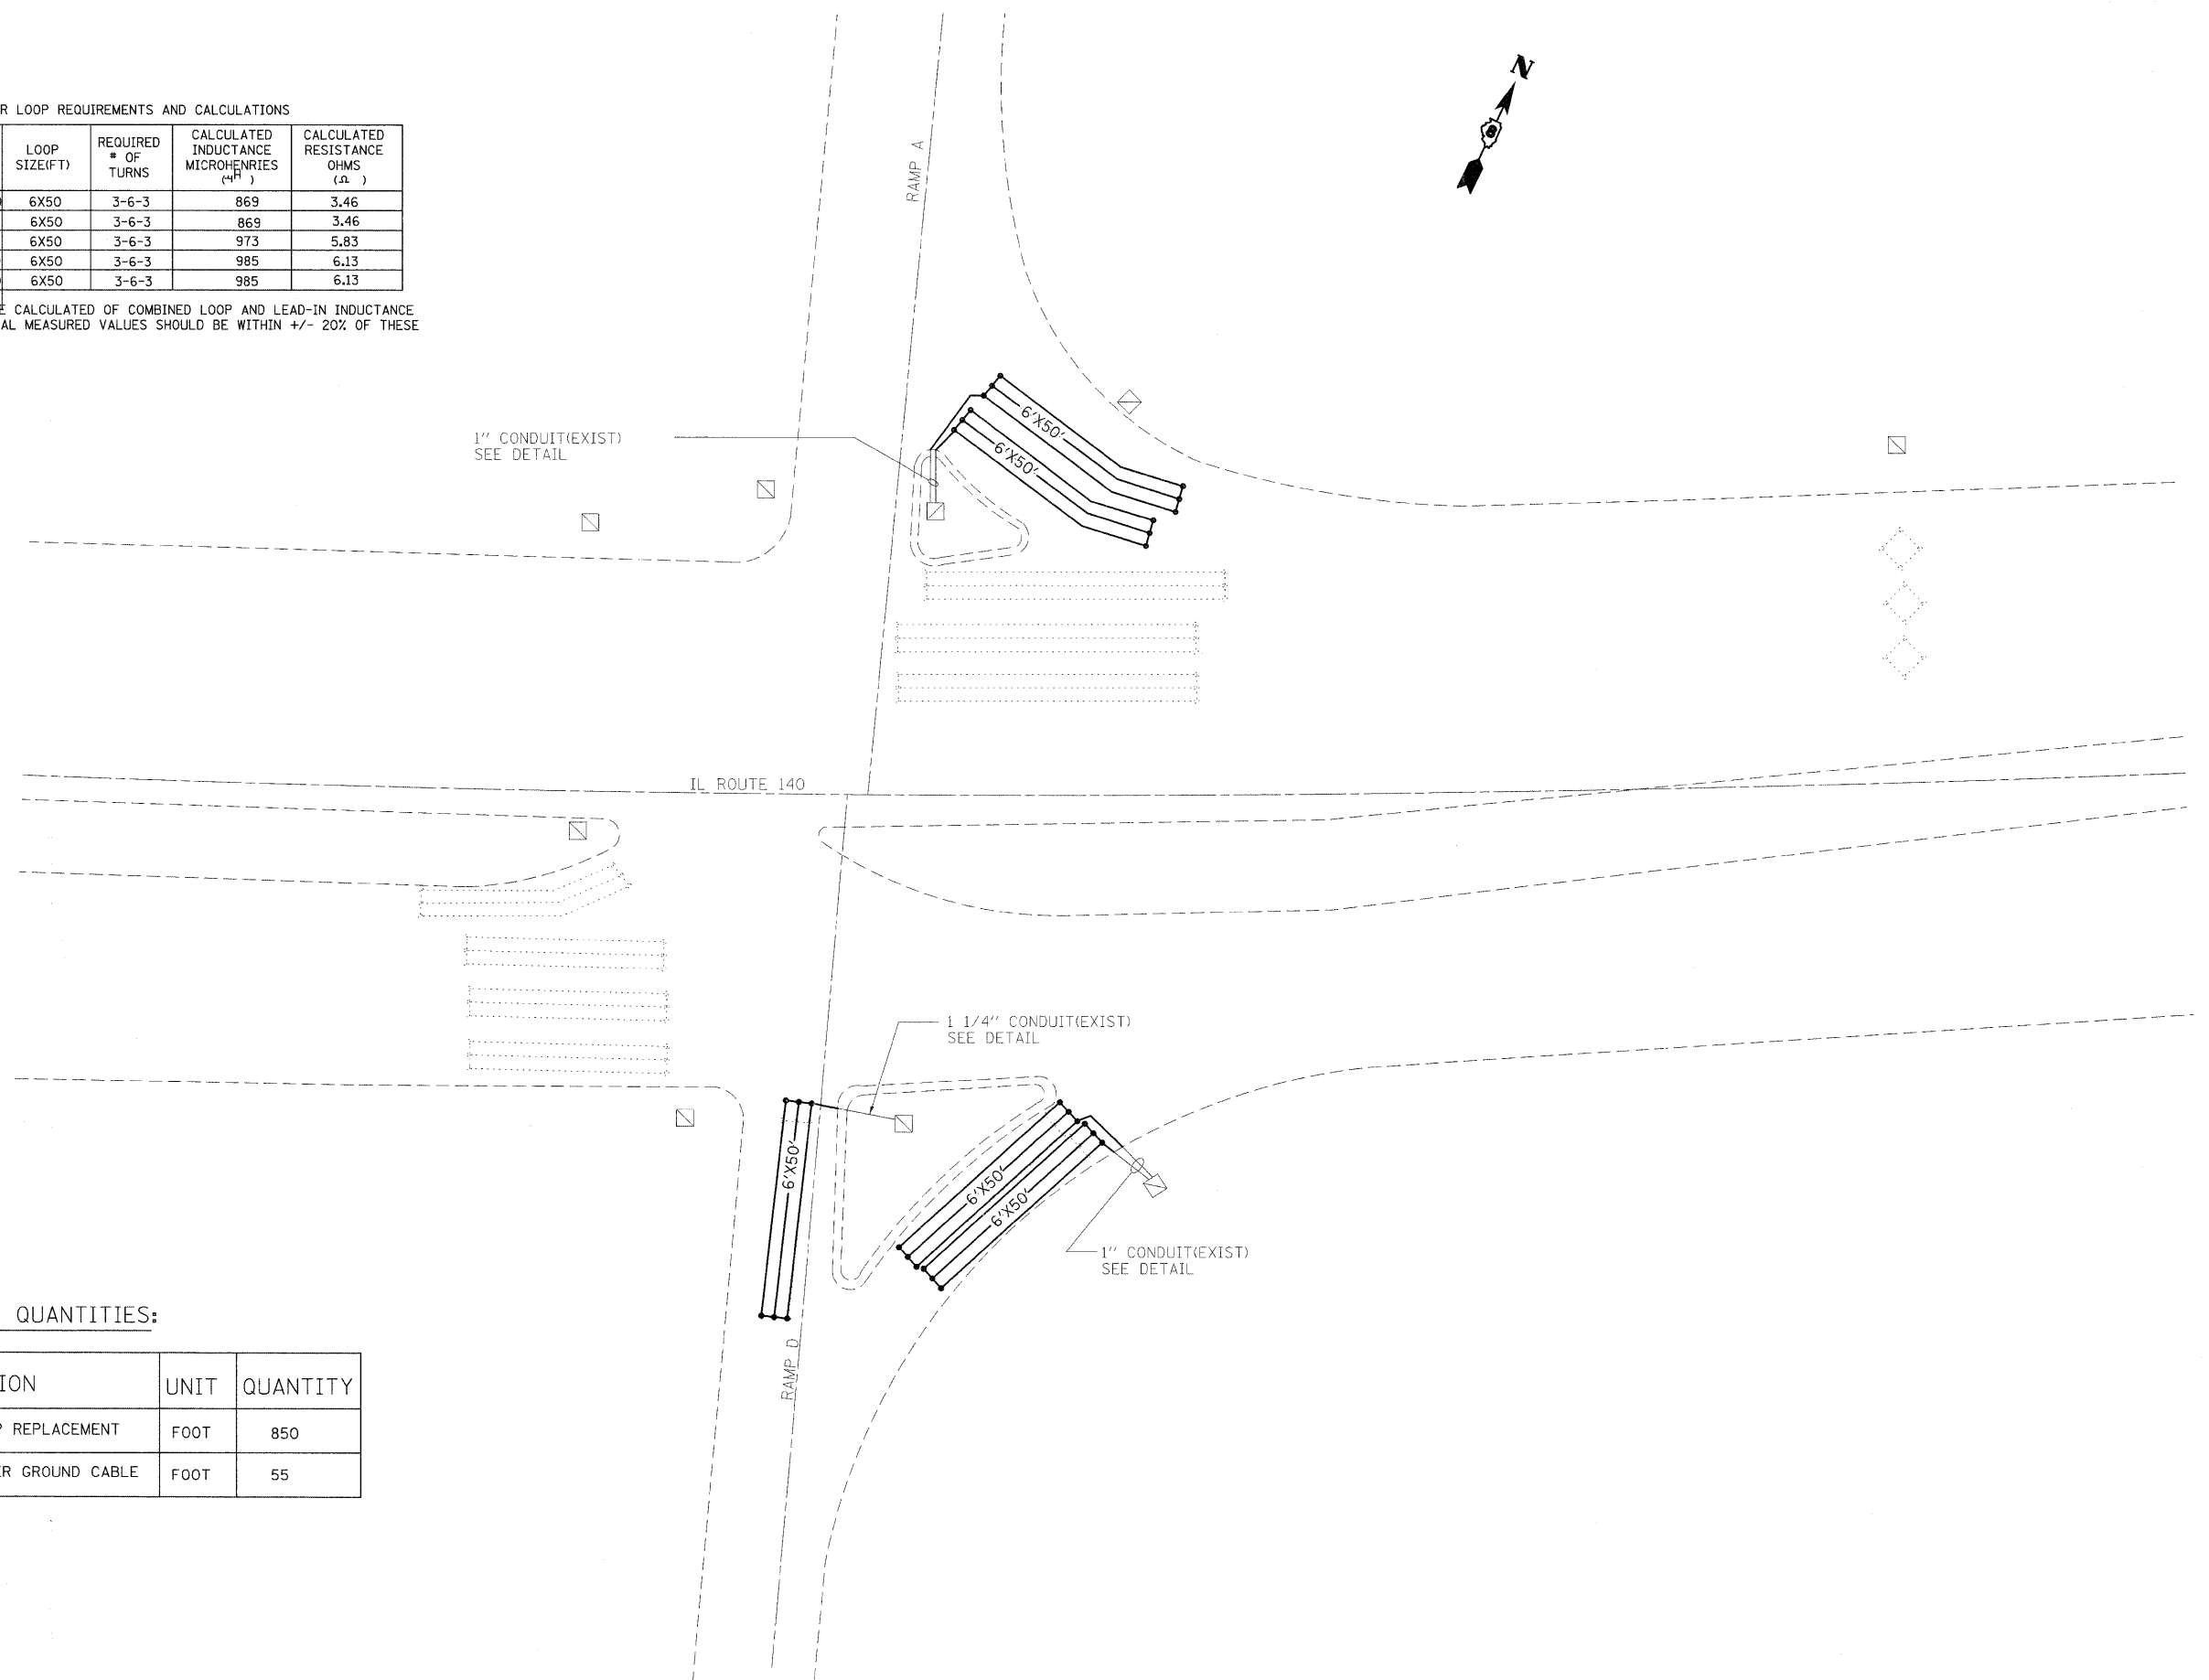 N
8
R LOOP REQUIREMENTS AND CALCULATIONS
LOOP SIZE(FT)
REQUIRED # OF TURNS
CALCULATED INDUCTANCE MICROHENRIES
CALCULATED RESISTANCE OHMS (Ω )
6X50 3-6-3 869 3.46
6X50 3-6-3 869 3.46
6X50 3-6-3 973 5.83
6X50 3-6-3 985 6.13
6X50 3-6-3 985 6.13
E CALCULATED OF COMBINED LOOP AND LEAD-IN INDUCTANCE
AL MEASURED VALUES SHOULD BE WITHIN +/- 20% OF THESE
RAMP A
6'X50'
6'X50'
1" CONDUIT(EXIST)
SEE DETAIL
IL ROUTE 140
1 1/4" CONDUIT(EXIST)
SEE DETAIL
6'X50'
6'X50'
6'X50'
1" CONDUIT(EXIST)
SEE DETAIL
RAMP D
QUANTITIES:
ION UNIT QUANTITY
P REPLACEMENT FOOT 850
ER GROUND CABLE FOOT 55